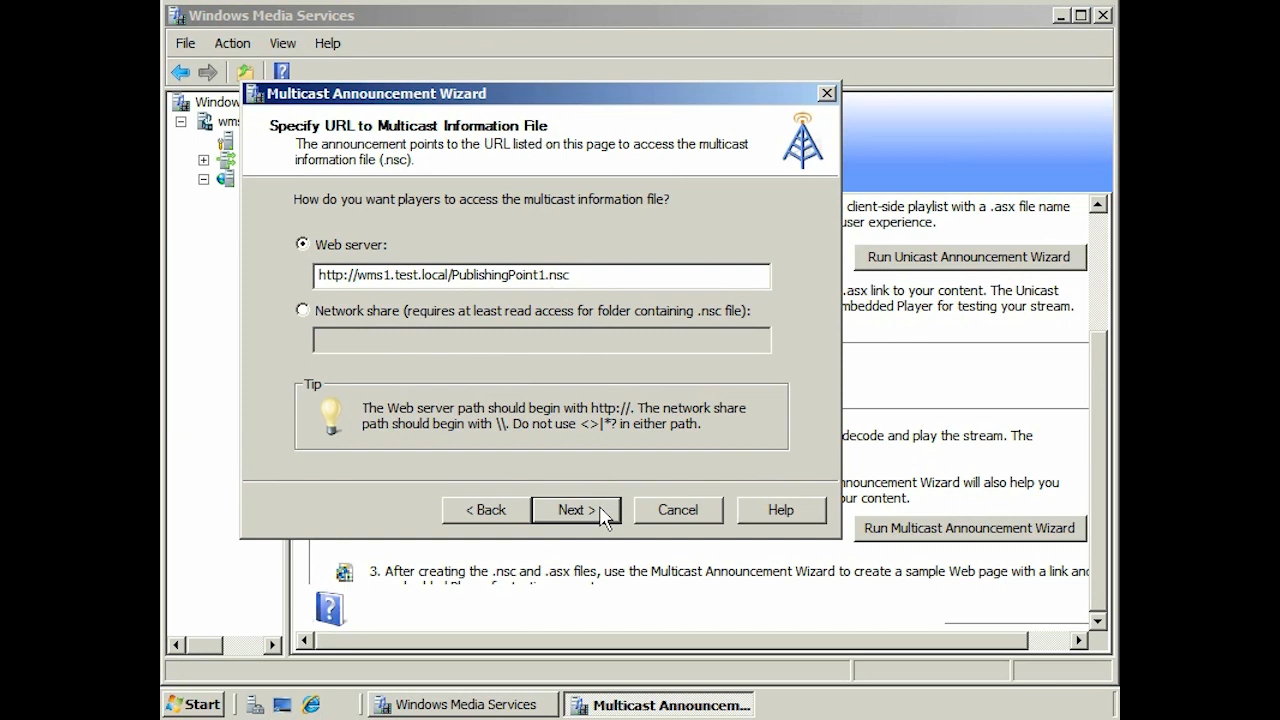 Windows Media Services
File Action View Help
Multicast Announcement Wizard
Specify URL to Multicast Information File
The announcement points to the URL listed on this page to access the multicast
information file (.nsc).
How do you want players to access the multicast information file?
Web server:
http://wms1.test.local/PublishingPoint1.nsc
Network share (requires at least read access for folder containing .nsc file):
Tip
The Web server path should begin with http://. The network share
path should begin with \\. Do not use <>|*? in either path.
< Back Next > Cancel Help
client-side playlist with a .asx file name
user experience.
Run Unicast Announcement Wizard
.asx link to your content. The Unicast
mbedded Player for testing your stream.
decode and play the stream. The
nnouncement Wizard will also help you
our content.
Run Multicast Announcement Wizard
3. After creating the .nsc and .asx files, use the Multicast Announcement Wizard to create a sample Web page with a link and
Start Windows Media Services Multicast Announcem...